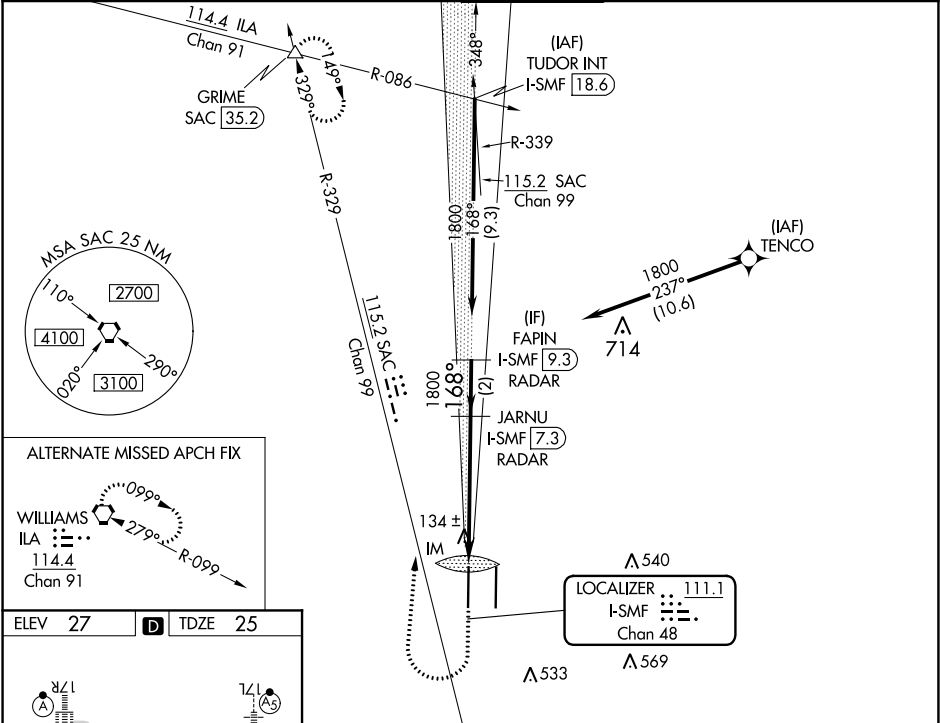 114.4 ILA
Chan 91
R-086
149°
329°
GRIME
SAC 35.2
348°
(IAF)
TUDOR INT
I-SMF 18.6
R-339
115.2 SAC
Chan 99
1800
168°
(9.3)
R-329
115.2 SAC
Chan 99
(IAF)
TENCO
1800
237°
(10.6)
714
MSA SAC 25 NM
110°
2700
4100
020°
3100
290°
(IF)
FAPIN
I-SMF 9.3
RADAR
1800
168°
(2)
JARNU
I-SMF 7.3
RADAR
ALTERNATE MISSED APCH FIX
099°
WILLIAMS
ILA
114.4
Chan 91
279°
R-099
134 ±
IM
540
LOCALIZER 111.1
I-SMF
Chan 48
533
569
ELEV 27 D TDZE 25
A
17R
17L
A5